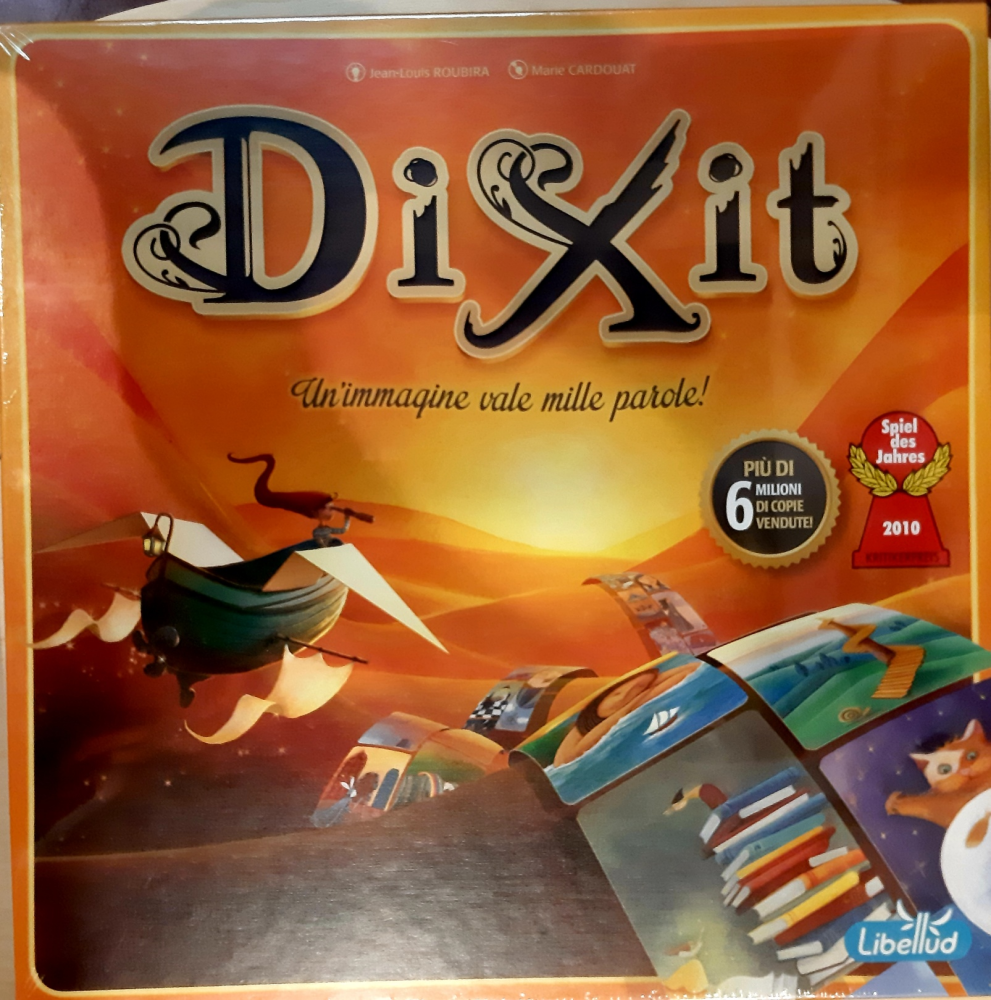 Jean-Louis ROUBIRA Marie CARDOUAT
Dixit
Un'immagine vale mille parole!
PIÙ DI
6 MILIONI
DI COPIE
VENDUTE!
Spiel
des
Jahres
2010
Libellud